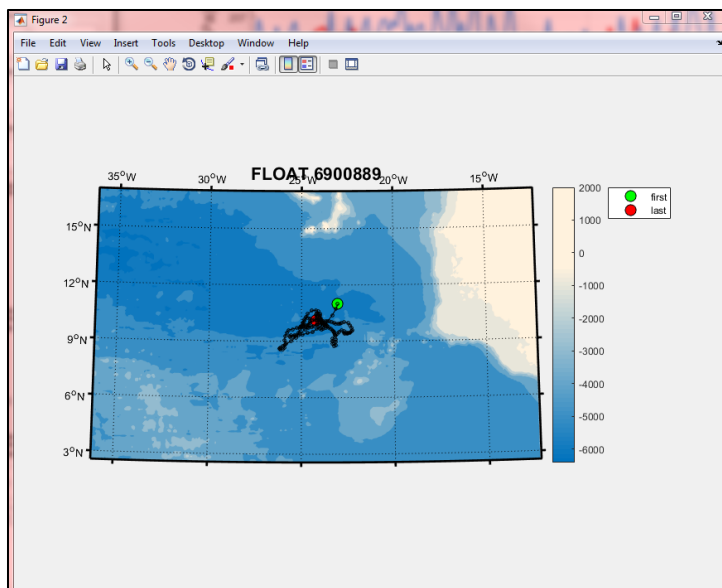 Figure 2
File Edit View Insert Tools Desktop Window Help
FLOAT 6900889
35°W 30°W 25°W 20°W 15°W
15°N
12°N
9°N
6°N
3°N
2000
1000
0
-1000
-2000
-3000
-4000
-5000
-6000
first
last